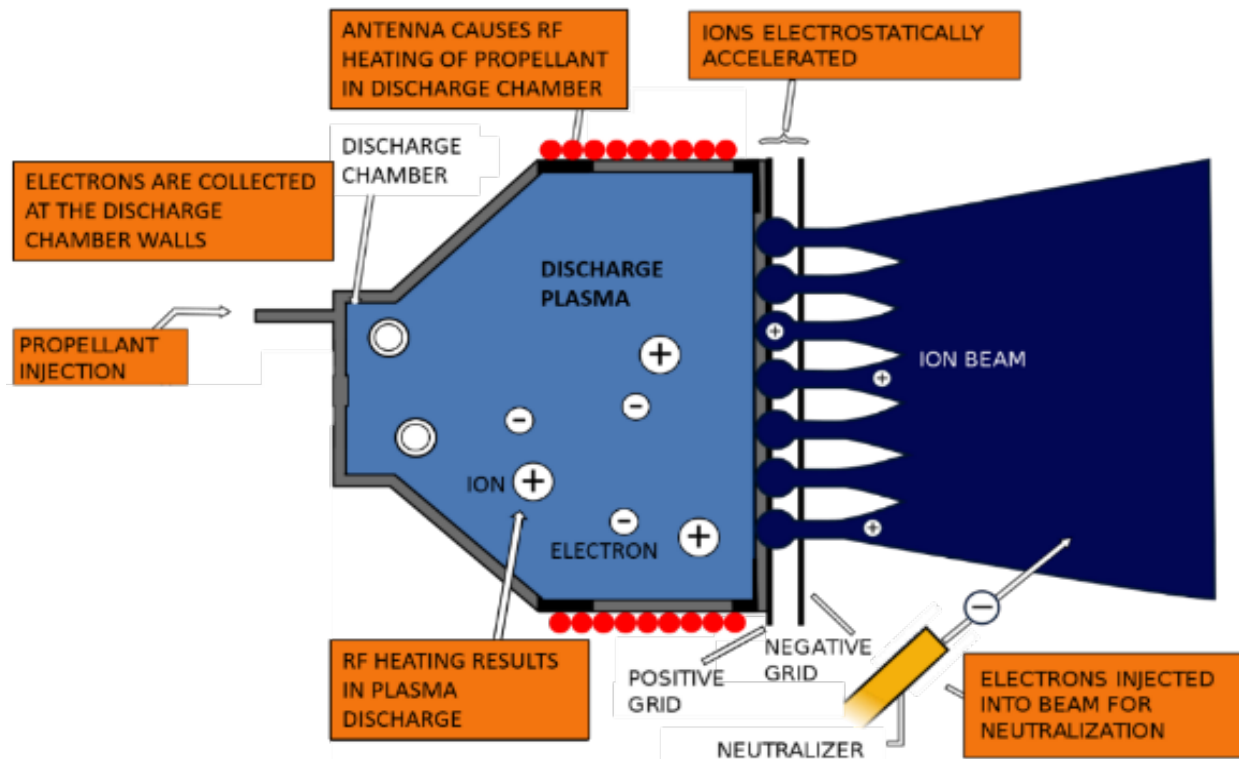 ANTENNA CAUSES RF
HEATING OF PROPELLANT
IN DISCHARGE CHAMBER
IONS ELECTROSTATICALLY
ACCELERATED
DISCHARGE
CHAMBER
ELECTRONS ARE COLLECTED
AT THE DISCHARGE
CHAMBER WALLS
DISCHARGE
PLASMA
PROPELLANT
INJECTION
+
+
ION BEAM
+
-
-
ION
+
-
ELECTRON
+
+
-
RF HEATING RESULTS
IN PLASMA
DISCHARGE
POSITIVE
GRID
NEGATIVE
GRID
NEUTRALIZER
ELECTRONS INJECTED
INTO BEAM FOR
NEUTRALIZATION